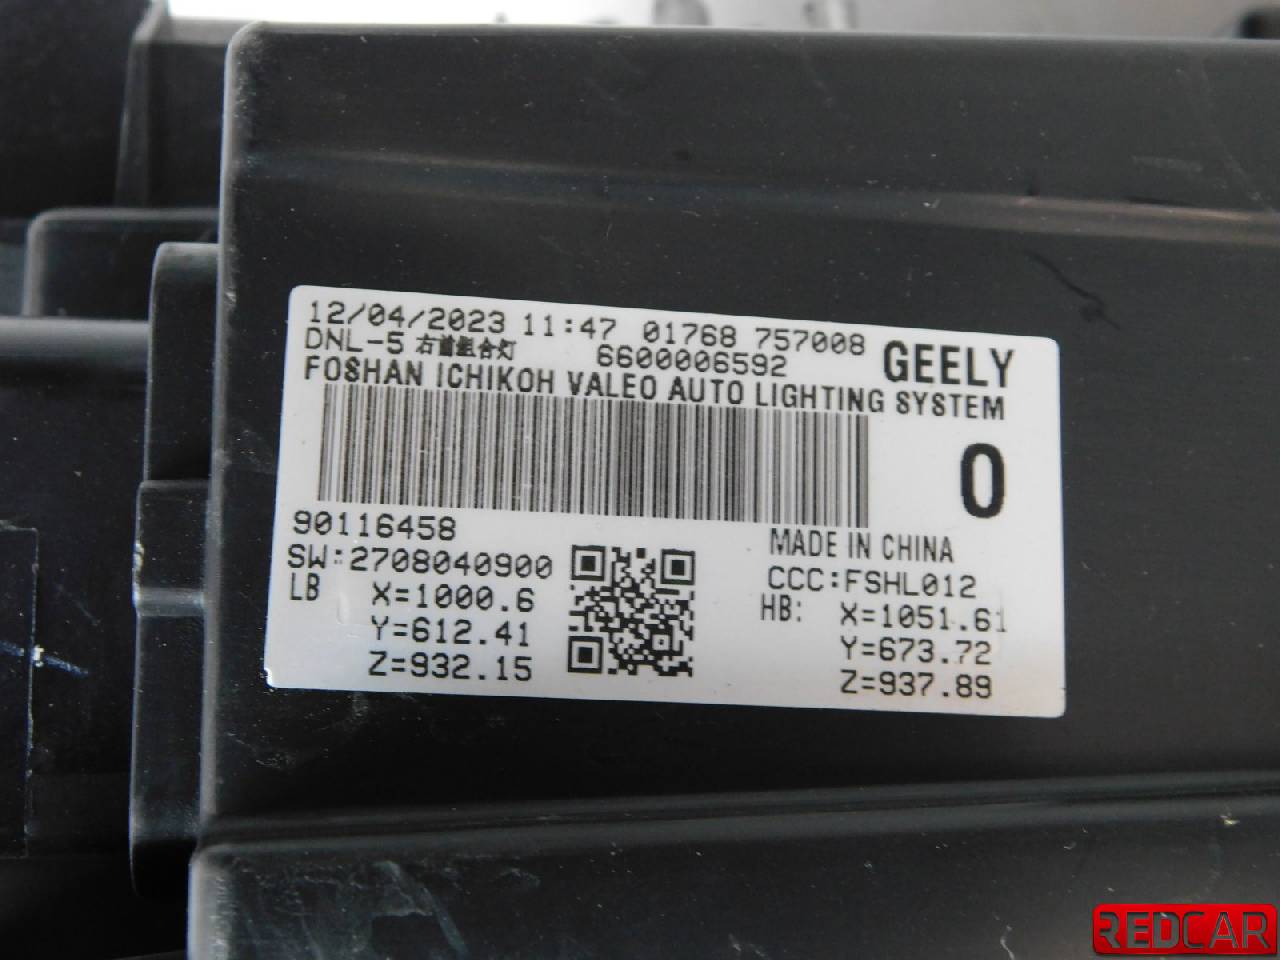 12/04/2023 11:47 01768 757008
DNL-5 右前组合灯 6600006592 GEELY
FOSHAN ICHIKOH VALEO AUTO LIGHTING SYSTEM
0
90116458
MADE IN CHINA
SW:2708040900
CCC:FSHL012
LB X=1000.6
HB: X=1051.61
Y=612.41
Y=673.72
Z=932.15
Z=937.89
REDCAR